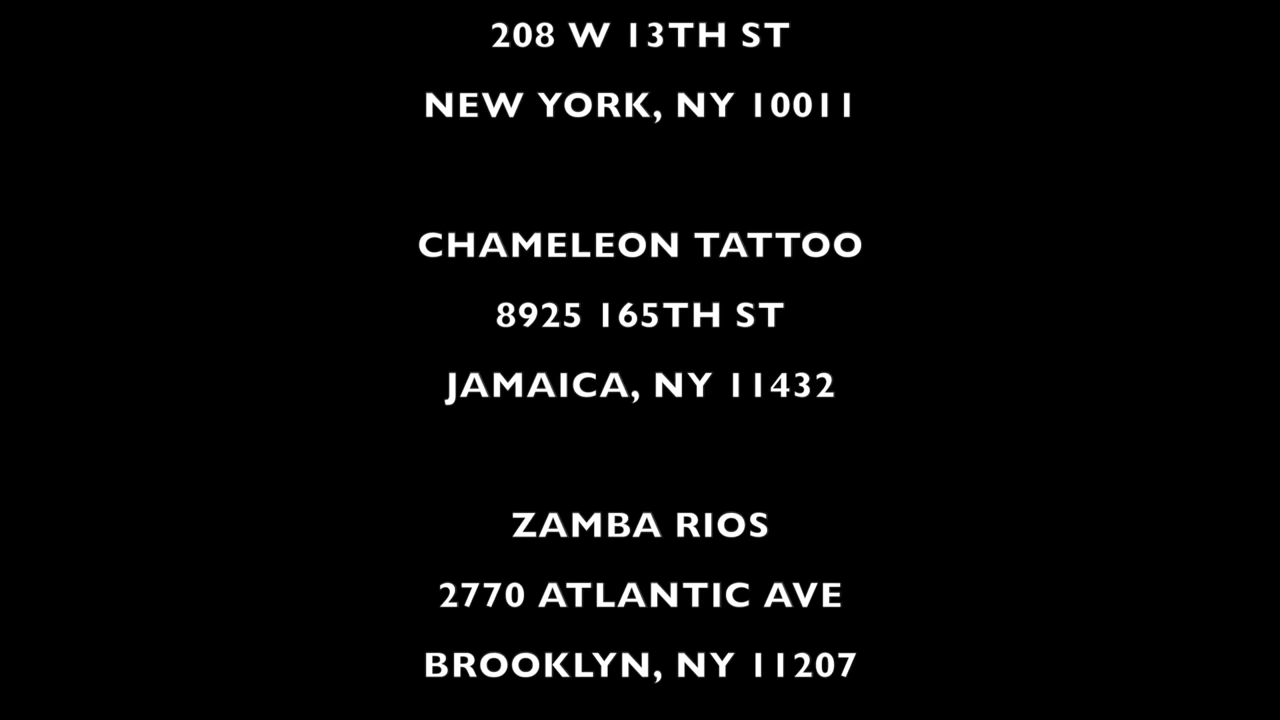 208 W 13TH ST
NEW YORK, NY 10011
CHAMELEON TATTOO
8925 165TH ST
JAMAICA, NY 11432
ZAMBA RIOS
2770 ATLANTIC AVE
BROOKLYN, NY 11207